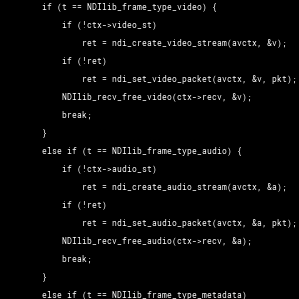 if (t == NDIlib_frame_type_video) {
if (!ctx->video_st)
ret = ndi_create_video_stream(avctx, &v);
if (!ret)
ret = ndi_set_video_packet(avctx, &v, pkt);
NDIlib_recv_free_video(ctx->recv, &v);
break;
}
else if (t == NDIlib_frame_type_audio) {
if (!ctx->audio_st)
ret = ndi_create_audio_stream(avctx, &a);
if (!ret)
ret = ndi_set_audio_packet(avctx, &a, pkt);
NDIlib_recv_free_audio(ctx->recv, &a);
break;
}
else if (t == NDIlib_frame_type_metadata)